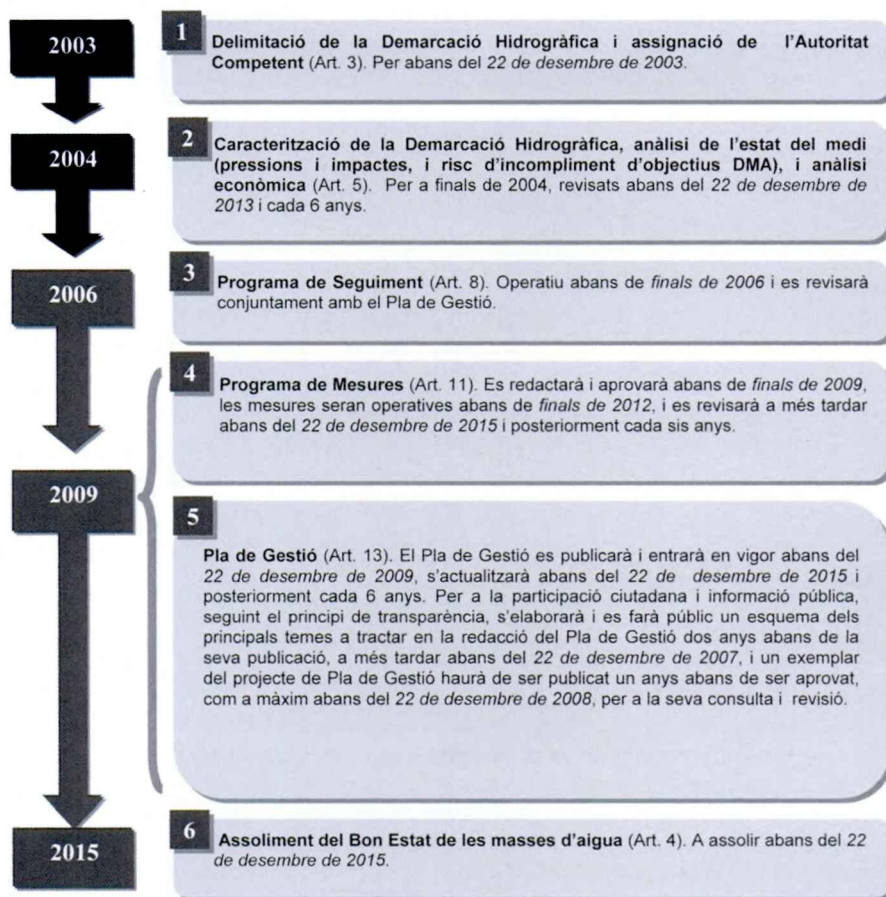 2003
1
Delimitació de la Demarcació Hidrogràfica i assignació de l'Autoritat
Competent (Art. 3). Per abans del 22 de desembre de 2003.
2004
2
Caracterització de la Demarcació Hidrogràfica, anàlisi de l'estat del medi
(pressions i impactes, i risc d'incompliment d'objectius DMA), i anàlisi
econòmica (Art. 5). Per a finals de 2004, revisats abans del 22 de desembre de
2013 i cada 6 anys.
2006
3
Programa de Seguiment (Art. 8). Operatiu abans de finals de 2006 i es revisarà
conjuntament amb el Pla de Gestió.
4
Programa de Mesures (Art. 11). Es redactarà i aprovarà abans de finals de 2009,
les mesures seran operatives abans de finals de 2012, i es revisarà a més tardar
abans del 22 de desembre de 2015 i posteriorment cada sis anys.
2009
5
Pla de Gestió (Art. 13). El Pla de Gestió es publicarà i entrarà en vigor abans del
22 de desembre de 2009, s'actualitzarà abans del 22 de desembre de 2015 i
posteriorment cada 6 anys. Per a la participació ciutadana i informació pública,
seguint el principi de transparència, s'elaborarà i es farà públic un esquema dels
principals temes a tractar en la redacció del Pla de Gestió dos anys abans de la
seva publicació, a més tardar abans del 22 de desembre de 2007, i un exemplar
del projecte de Pla de Gestió haurà de ser publicat un anys abans de ser aprovat,
com a màxim abans del 22 de desembre de 2008, per a la seva consulta i revisió.
2015
6
Assoliment del Bon Estat de les masses d'aigua (Art. 4). A assolir abans del 22
de desembre de 2015.